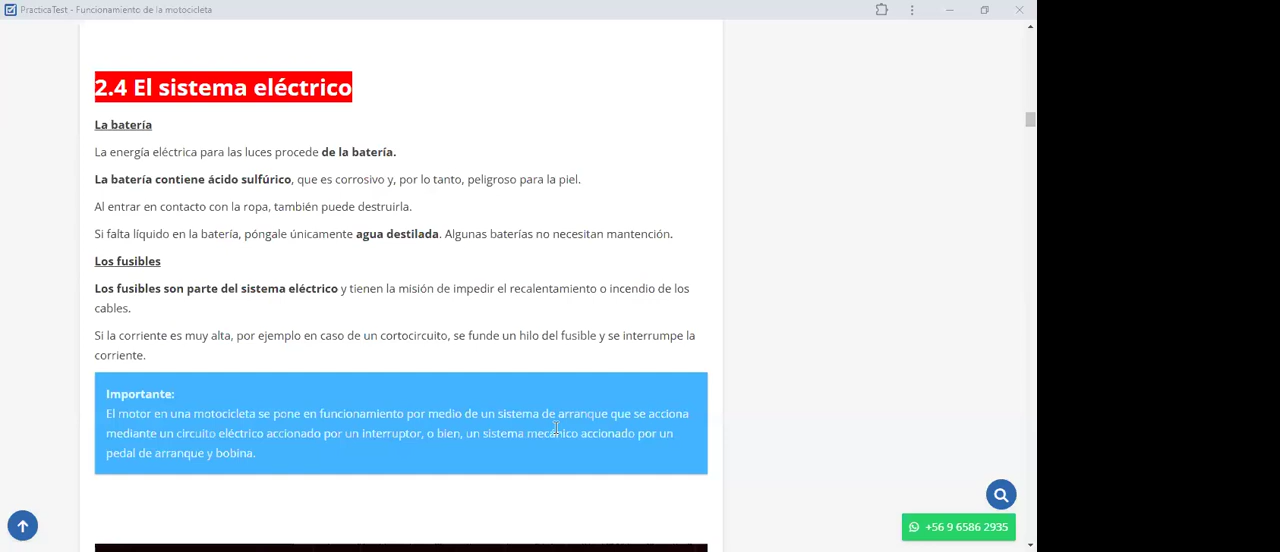 PracticaTest - Funcionamiento de la motocicleta
2.4 El sistema eléctrico
La batería
La energía eléctrica para las luces procede de la batería.
La batería contiene ácido sulfúrico, que es corrosivo y, por lo tanto, peligroso para la piel.
Al entrar en contacto con la ropa, también puede destruirla.
Si falta líquido en la batería, póngale únicamente agua destilada. Algunas baterías no necesitan mantención.
Los fusibles
Los fusibles son parte del sistema eléctrico y tienen la misión de impedir el recalentamiento o incendio de los
cables.
Si la corriente es muy alta, por ejemplo en caso de un cortocircuito, se funde un hilo del fusible y se interrumpe la
corriente.
Importante:
El motor en una motocicleta se pone en funcionamiento por medio de un sistema de arranque que se acciona
mediante un circuito eléctrico accionado por un interruptor, o bien, un sistema mecánico accionado por un
pedal de arranque y bobina.
+56 9 6586 2935